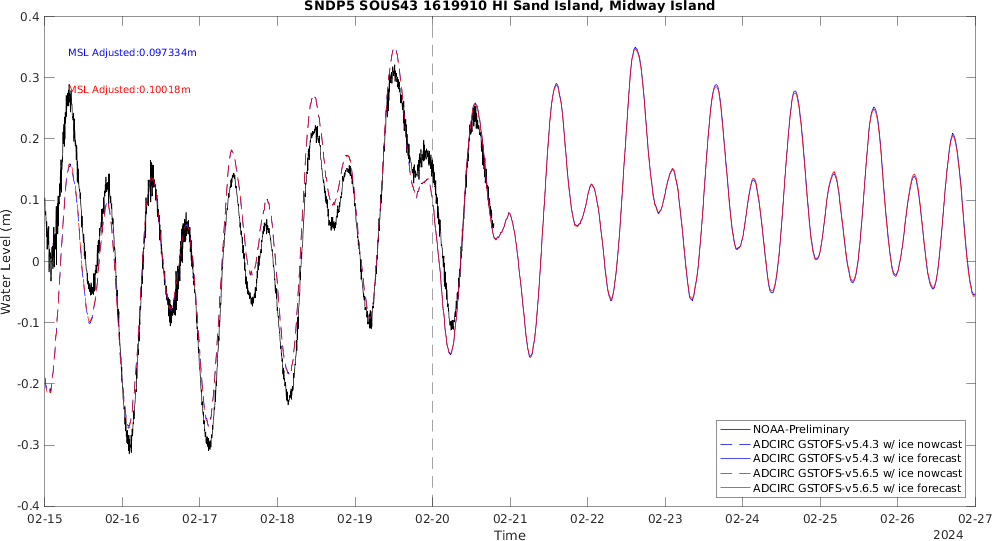 SNDP5 SOUS43 1619910 HI Sand Island, Midway Island
MSL Adjusted:0.097334m
MSL Adjusted:0.10018m
Water Level (m)
0.4
0.3
0.2
0.1
0
-0.1
-0.2
-0.3
-0.4
NOAA-Preliminary
ADCIRC GSTOFS-v5.4.3 w/ ice nowcast
ADCIRC GSTOFS-v5.4.3 w/ ice forecast
ADCIRC GSTOFS-v5.6.5 w/ ice nowcast
ADCIRC GSTOFS-v5.6.5 w/ ice forecast
02-15 02-16 02-17 02-18 02-19 02-20 02-21 02-22 02-23 02-24 02-25 02-26 02-27
Time
2024